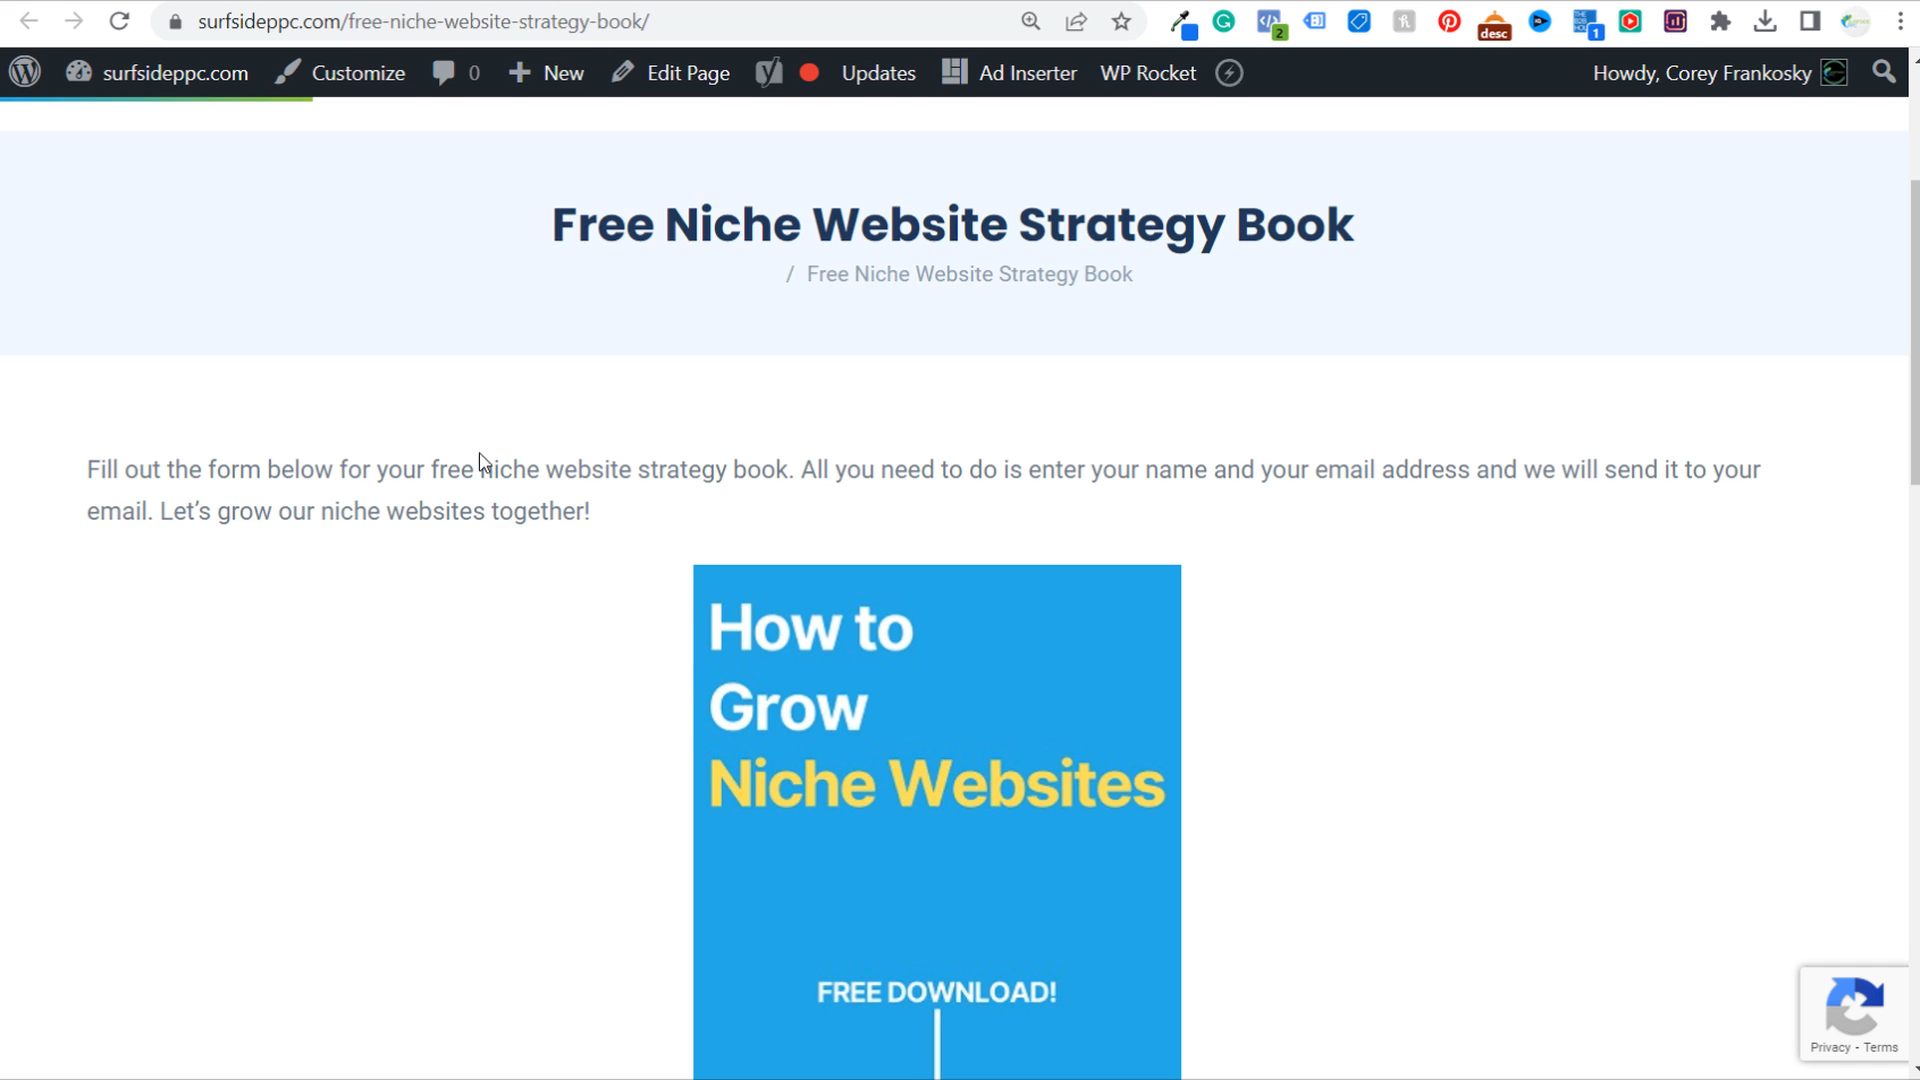 surfsideppc.com/free-niche-website-strategy-book/
2
desc
1
surfsideppc.com
Customize
0
New
Edit Page
Updates
Ad Inserter
WP Rocket
Howdy, Corey Frankosky
Free Niche Website Strategy Book
/ Free Niche Website Strategy Book
Fill out the form below for your free niche website strategy book. All you need to do is enter your name and your email address and we will send it to your
email. Let's grow our niche websites together!
How to
Grow
Niche Websites
FREE DOWNLOAD!
Privacy - Terms